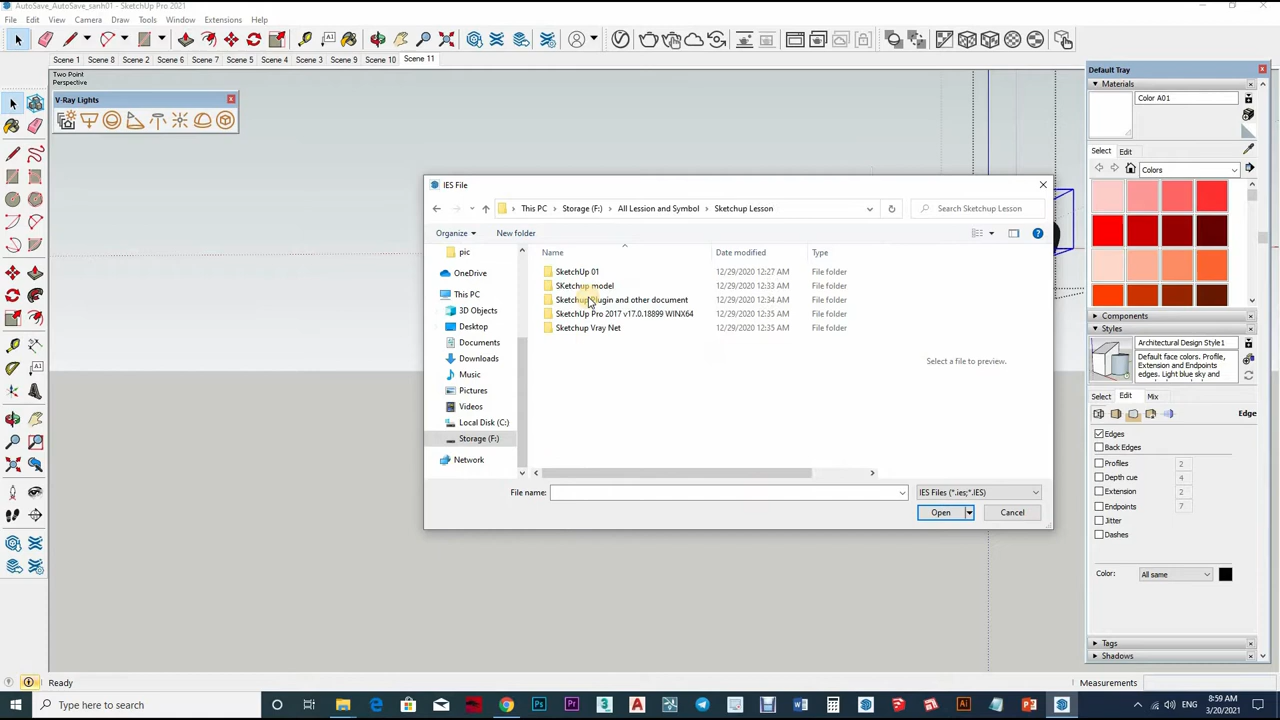 AutoSave_AutoSave_sanh01 - SketchUp Pro 2021
File Edit View Camera Draw Tools Window Extensions Help
Scene 1 Scene 8 Scene 2 Scene 6 Scene 7 Scene 5 Scene 4 Scene 3 Scene 9 Scene 10 Scene 11
Two Point
Perspective
V-Ray Lights
IES File
This PC > Storage (F:) > All Lession and Symbol > Sketchup Lesson
Search Sketchup Lesson
Organize New folder
Name Date modified Type
SketchUp 01 12/29/2020 12:27 AM File folder
SKetchup model 12/29/2020 12:33 AM File folder
Sketchup Plugin and other document 12/29/2020 12:34 AM File folder
SketchUp Pro 2017 v17.0.18899 WINX64 12/29/2020 12:35 AM File folder
Sketchup Vray Net 12/29/2020 12:35 AM File folder
pic
OneDrive
This PC
3D Objects
Desktop
Documents
Downloads
Music
Pictures
Videos
Local Disk (C:)
Storage (F:)
Network
Select a file to preview.
File name:
IES Files (*.ies;*.IES)
Open Cancel
Default Tray
Materials
Color A01
Select Edit
Colors
Components
Styles
Architectural Design Style1
Default face colors. Profile,
Extension and Endpoints
edges. Light blue sky and
Select Edit Mix
Edge
Edges
Back Edges
Profiles 2
Depth cue 4
Extension 2
Endpoints 7
Jitter
Dashes
Color: All same
Tags
Shadows
Ready
Measurements
Type here to search
8:59 AM
3/20/2021